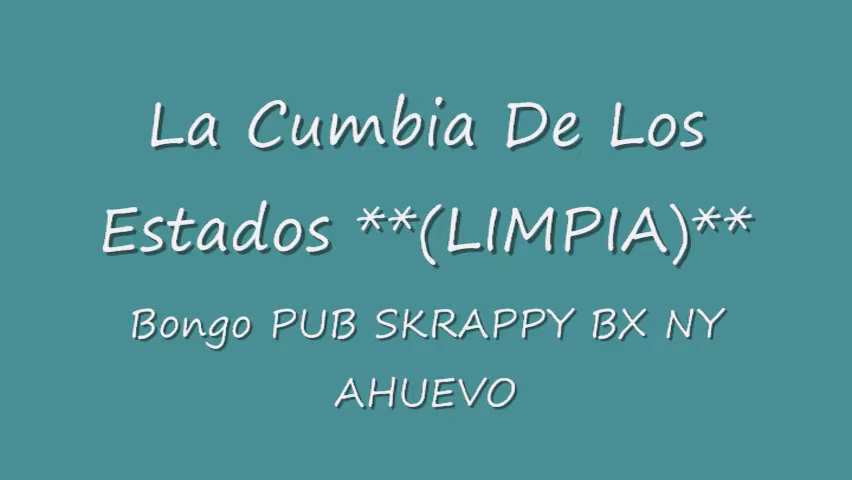 La Cumbia De Los
Estados **(LIMPIA)**
Bongo PUB SKRAPPY BX NY
AHUEVO